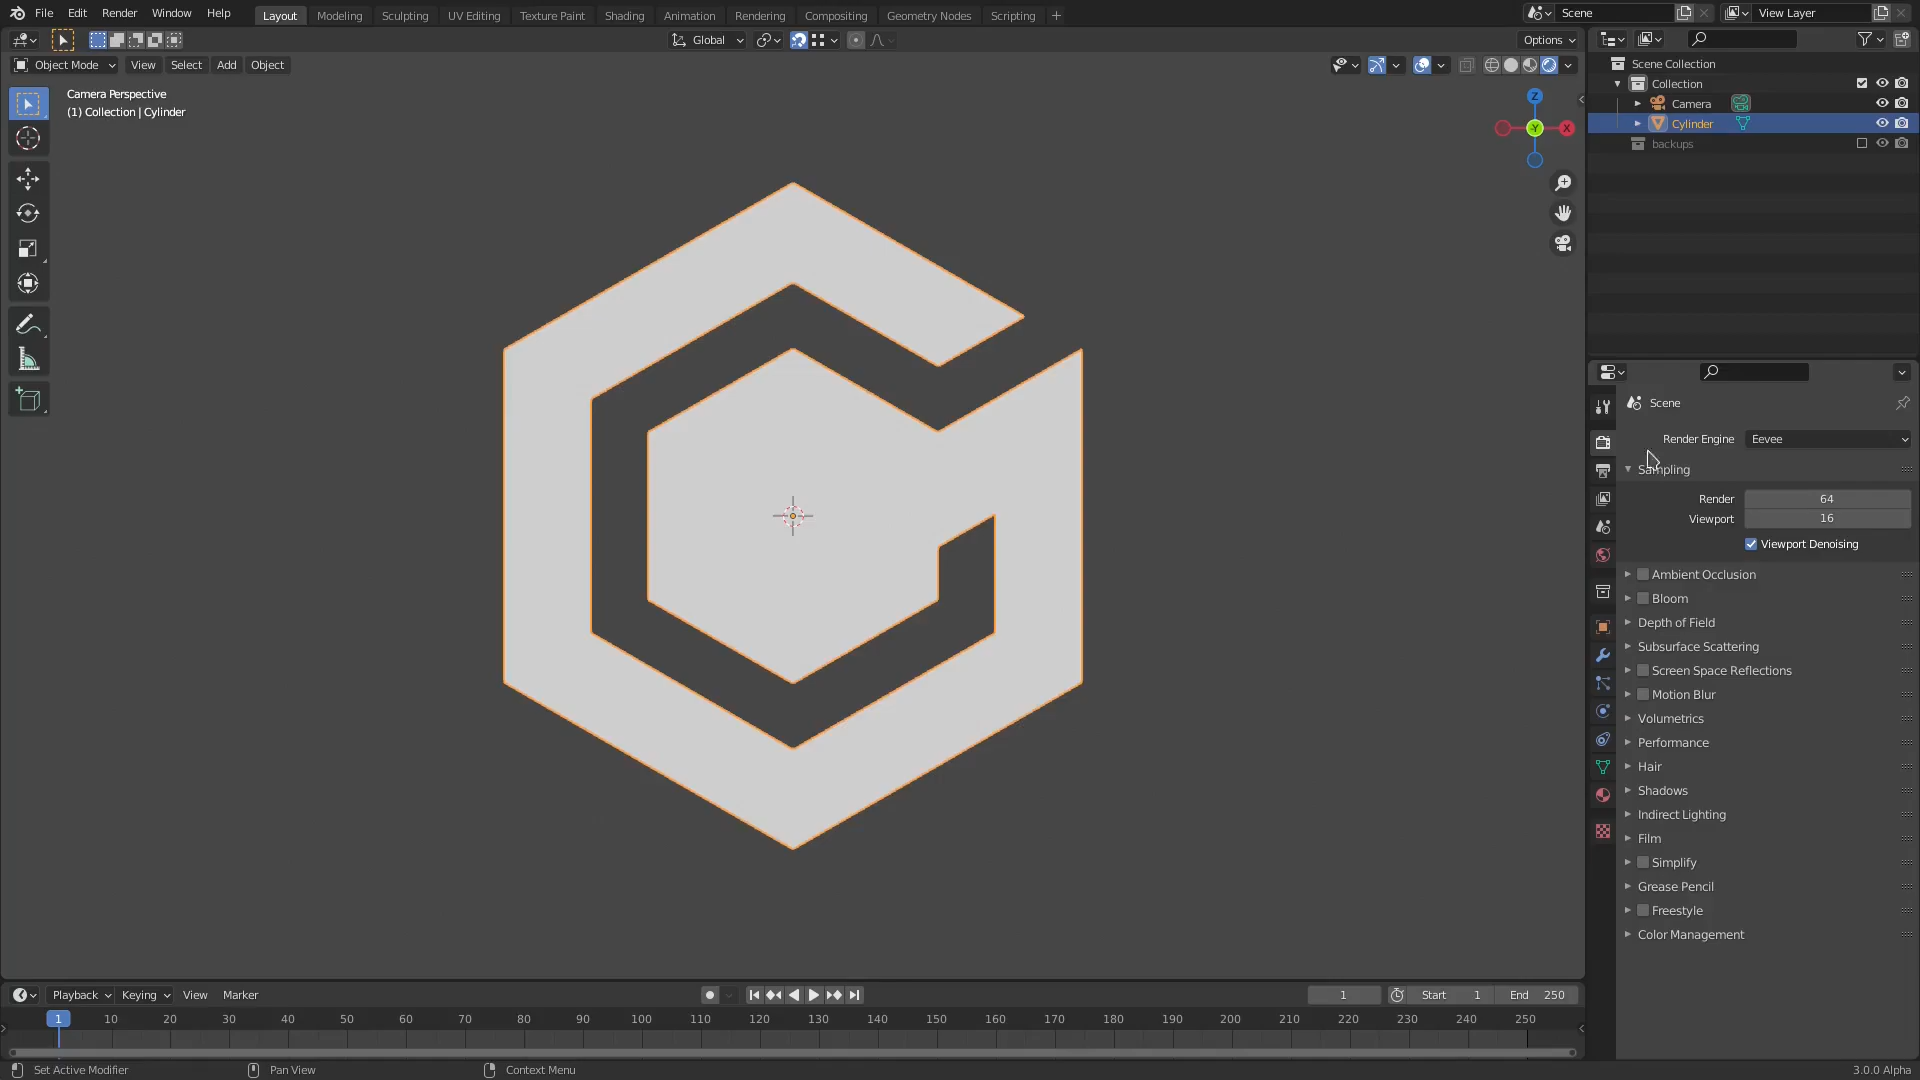 File Edit Render Window Help Layout Modeling Sculpting UV Editing Texture Paint Shading Animation Rendering Compositing Geometry Nodes Scripting + Scene View Layer
Global Options
Object Mode View Select Add Object
Camera Perspective
(1) Collection | Cylinder
Z
Y
X
Scene Collection
Collection
Camera
Cylinder
backups
Scene
Render Engine Eevee
Sampling
Render 64
Viewport 16
Viewport Denoising
Ambient Occlusion
Bloom
Depth of Field
Subsurface Scattering
Screen Space Reflections
Motion Blur
Volumetrics
Performance
Hair
Shadows
Indirect Lighting
Film
Simplify
Grease Pencil
Freestyle
Color Management
Playback Keying View Marker 1 Start 1 End 250
1 10 20 30 40 50 60 70 80 90 100 110 120 130 140 150 160 170 180 190 200 210 220 230 240 250
Set Active Modifier Pan View Context Menu 3.0.0 Alpha